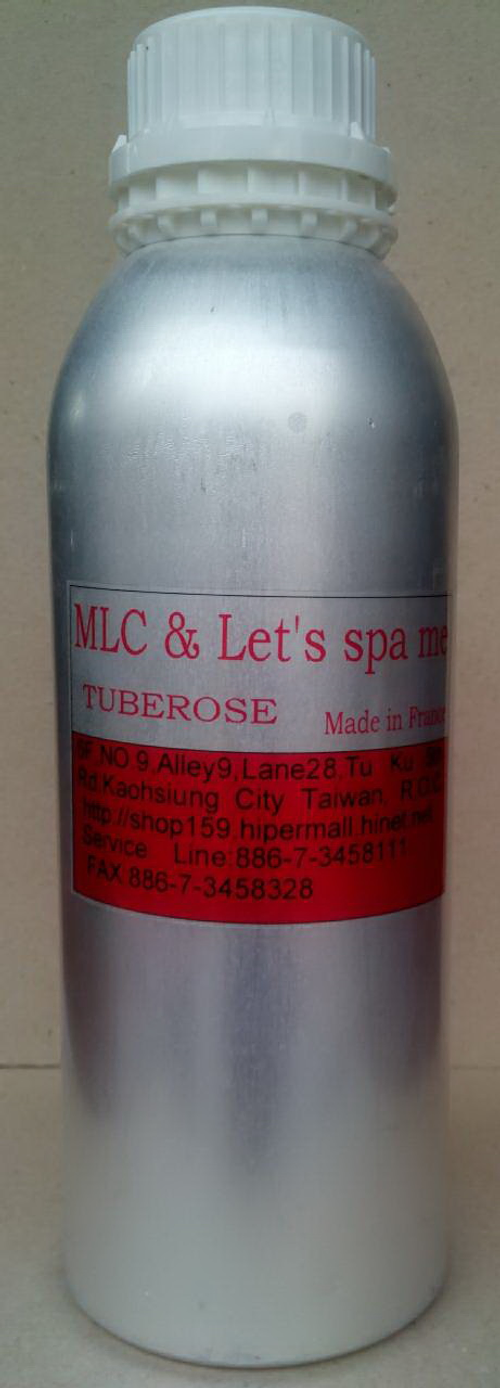 MLC & Let's spa me
TUBEROSE
Made in France
NO.9,Alley9,Lane28,Tu Ku
Rd.Kaohsiung City Taiwan, R.O.C
http://shop159.hipermall.hinet.net
Service Line:886-7-3458111
FAX:886-7-3458328